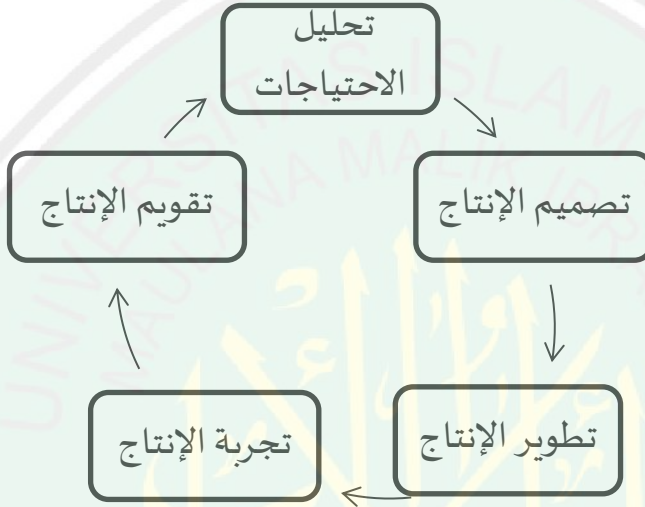 تحليل
الاحتياجات
تصميم الإنتاج
تطوير الإنتاج
تجربة الإنتاج
تقويم الإنتاج